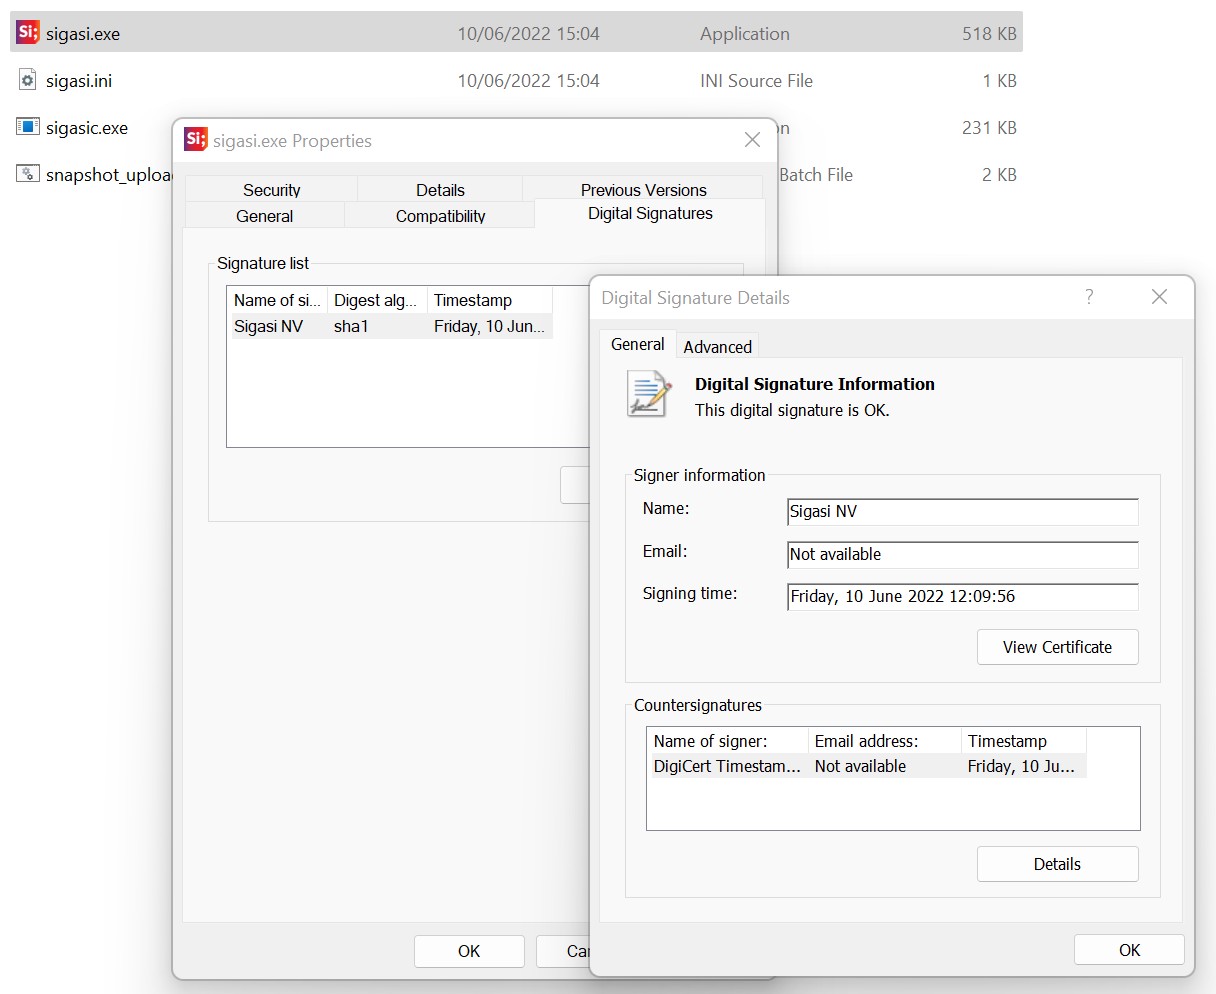 Si; sigasi.exe 10/06/2022 15:04 Application 518 KB
sigasi.ini 10/06/2022 15:04 INI Source File 1 KB
sigasic.exe 231 KB
snapshot_uploa Batch File 2 KB
Si; sigasi.exe Properties
Security Details Previous Versions
General Compatibility Digital Signatures
Signature list
Name of si... Digest alg... Timestamp
Sigasi NV sha1 Friday, 10 Jun...
OK
Digital Signature Details ?
General Advanced
Digital Signature Information
This digital signature is OK.
Signer information
Name: Sigasi NV
Email: Not available
Signing time: Friday, 10 June 2022 12:09:56
View Certificate
Countersignatures
Name of signer: Email address: Timestamp
DigiCert Timestam... Not available Friday, 10 Ju...
Details
OK